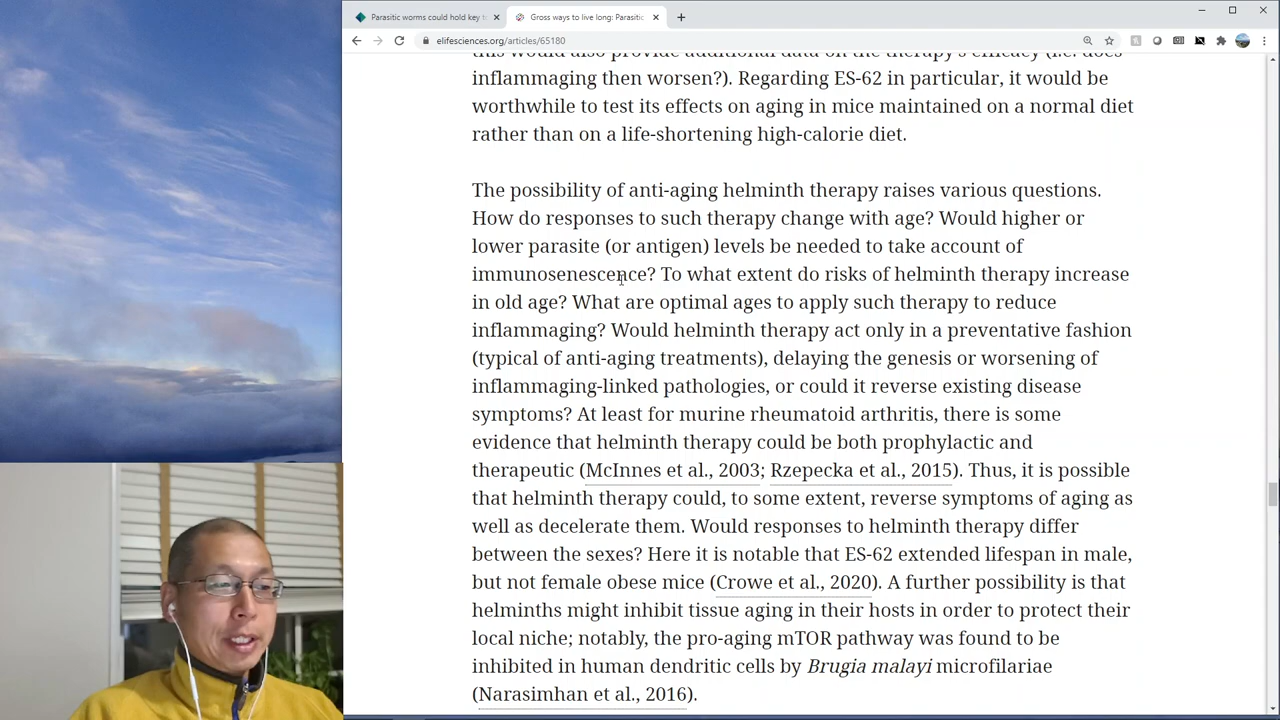 Parasitic worms could hold key t
Gross ways to live long: Parasitic
elifesciences.org/articles/65180
this would also provide additional data on the therapy's efficacy (i.e. does
inflammaging then worsen?). Regarding ES-62 in particular, it would be
worthwhile to test its effects on aging in mice maintained on a normal diet
rather than on a life-shortening high-calorie diet.
The possibility of anti-aging helminth therapy raises various questions.
How do responses to such therapy change with age? Would higher or
lower parasite (or antigen) levels be needed to take account of
immunosenescence? To what extent do risks of helminth therapy increase
in old age? What are optimal ages to apply such therapy to reduce
inflammaging? Would helminth therapy act only in a preventative fashion
(typical of anti-aging treatments), delaying the genesis or worsening of
inflammaging-linked pathologies, or could it reverse existing disease
symptoms? At least for murine rheumatoid arthritis, there is some
evidence that helminth therapy could be both prophylactic and
therapeutic (McInnes et al., 2003; Rzepecka et al., 2015). Thus, it is possible
that helminth therapy could, to some extent, reverse symptoms of aging as
well as decelerate them. Would responses to helminth therapy differ
between the sexes? Here it is notable that ES-62 extended lifespan in male,
but not female obese mice (Crowe et al., 2020). A further possibility is that
helminths might inhibit tissue aging in their hosts in order to protect their
local niche; notably, the pro-aging mTOR pathway was found to be
inhibited in human dendritic cells by Brugia malayi microfilariae
(Narasimhan et al., 2016).